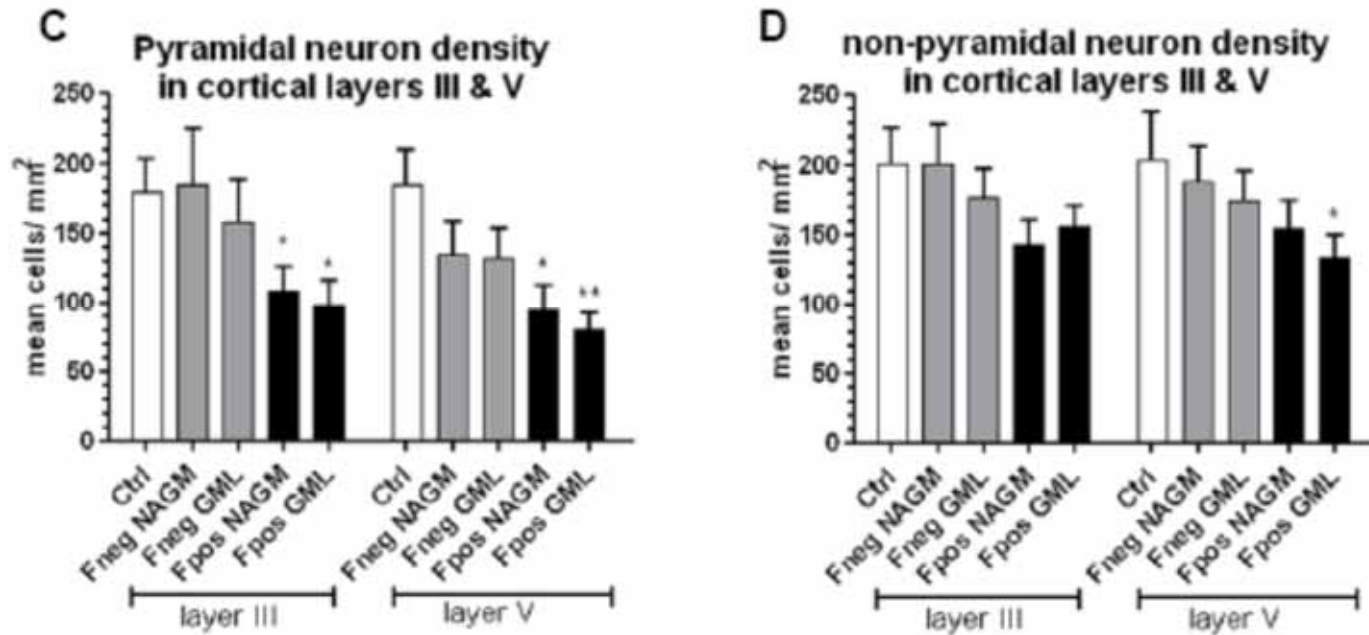 C
Pyramidal neuron density
in cortical layers III & V
mean cells/ mm²
250
200
150
100
50
0
*
*
*
**
Ctrl
Fneg NAGM
Fneg GML
Fpos NAGM
Fpos GML
Ctrl
Fneg NAGM
Fneg GML
Fpos NAGM
Fpos GML
layer III
layer V
D
non-pyramidal neuron density
in cortical layers III & V
mean cells/ mm²
250
200
150
100
50
0
*
Ctrl
Fneg NAGM
Fneg GML
Fpos NAGM
Fpos GML
Ctrl
Fneg NAGM
Fneg GML
Fpos NAGM
Fpos GML
layer III
layer V